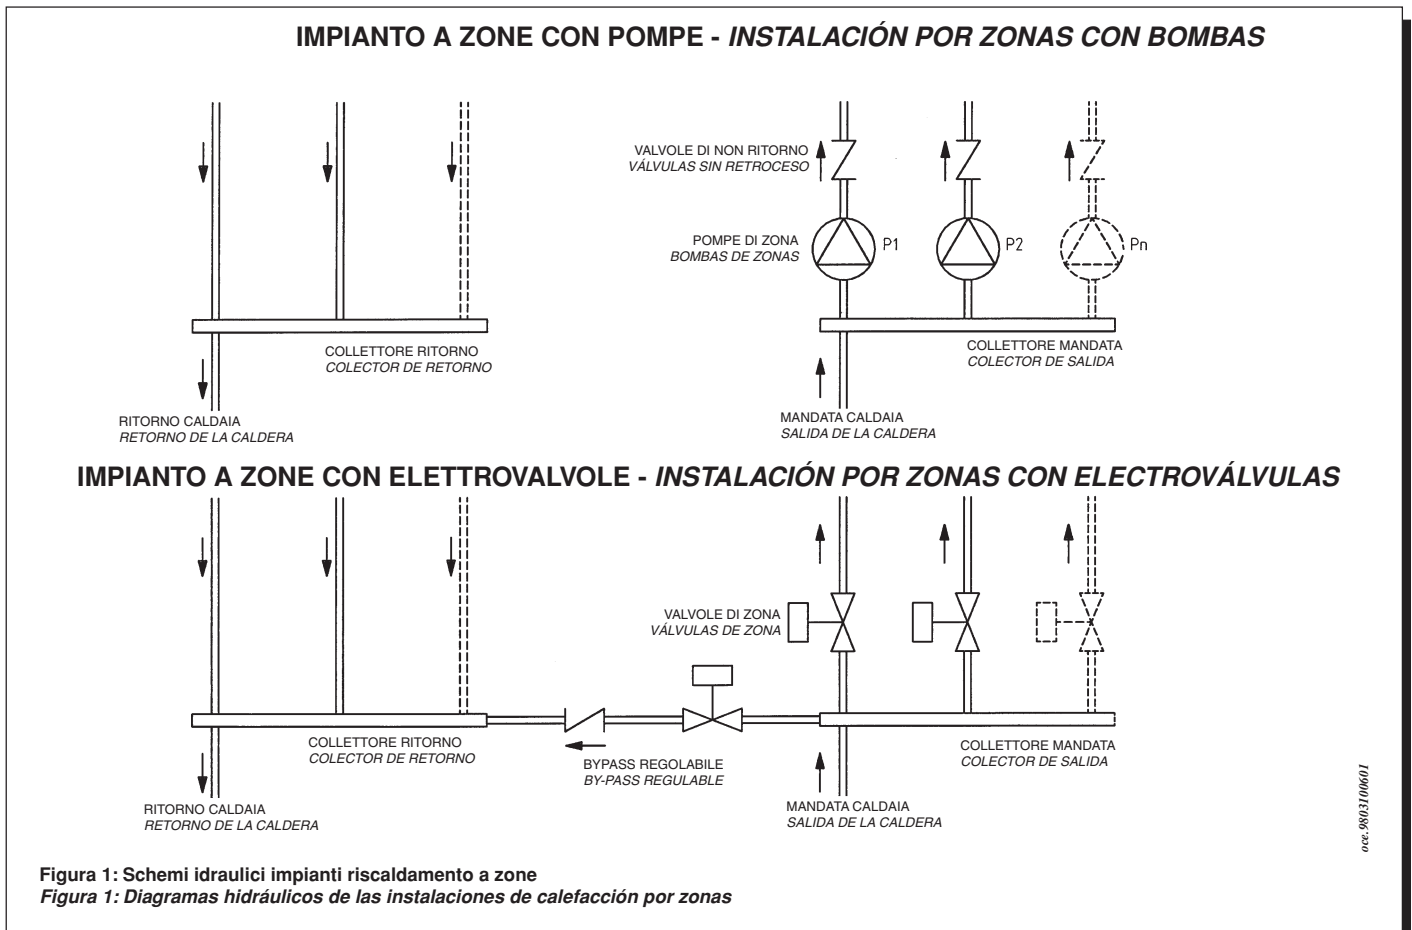 IMPIANTO A ZONE CON POMPE - INSTALACIÓN POR ZONAS CON BOMBAS
VALVOLE DI NON RITORNO
VÁLVULAS SIN RETROCESO
POMPE DI ZONA
BOMBAS DE ZONAS
P1
P2
Pn
COLLETTORE RITORNO
COLECTOR DE RETORNO
COLLETTORE MANDATA
COLECTOR DE SALIDA
RITORNO CALDAIA
RETORNO DE LA CALDERA
MANDATA CALDAIA
SALIDA DE LA CALDERA
IMPIANTO A ZONE CON ELETTROVALVOLE - INSTALACIÓN POR ZONAS CON ELECTROVÁLVULAS
VALVOLE DI ZONA
VÁLVULAS DE ZONA
COLLETTORE RITORNO
COLECTOR DE RETORNO
BYPASS REGOLABILE
BY-PASS REGULABLE
COLLETTORE MANDATA
COLECTOR DE SALIDA
RITORNO CALDAIA
RETORNO DE LA CALDERA
MANDATA CALDAIA
SALIDA DE LA CALDERA
oce.9803100601
Figura 1: Schemi idraulici impianti riscaldamento a zone
Figura 1: Diagramas hidráulicos de las instalaciones de calefacción por zonas